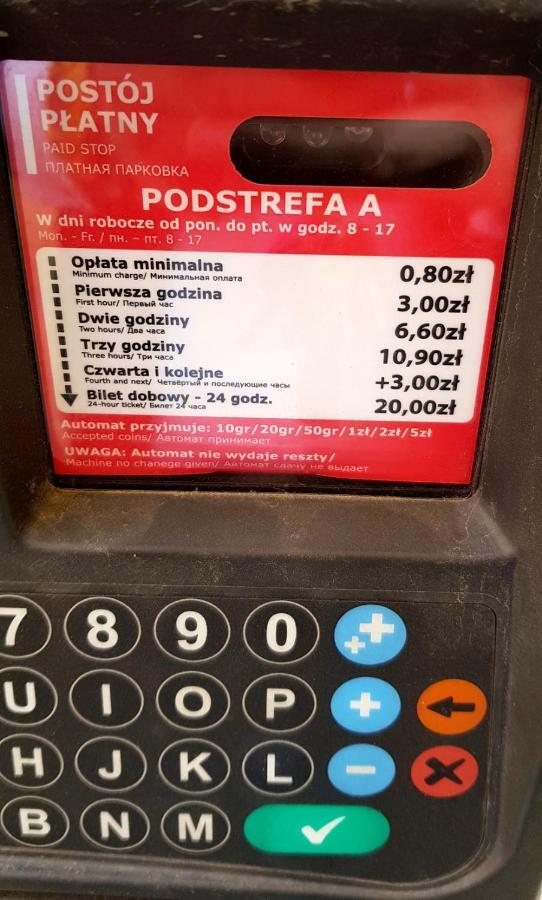 POSTÓJ
PŁATNY
PAID STOP
ПЛАТНАЯ ПАРКОВКА
PODSTREFA A
W dni robocze od pon. do pt. w godz. 8 - 17
Mon. - Fr. / пн. – пт. 8 - 17
Opłata minimalna 0,80zł
Minimum charge/ Минимальная оплата
Pierwsza godzina 3,00zł
First hour/ Первый час
Dwie godziny 6,60zł
Two hours/ Два часа
Trzy godziny 10,90zł
Three hours/ Три часа
Czwarta i kolejne +3,00zł
Fourth and next/ Четвёртый и последующие часы
Bilet dobowy - 24 godz. 20,00zł
24-hour ticket/ Билет 24 часа
Automat przyjmuje: 10gr/20gr/50gr/1zł/2zł/5zł
Accepted coins/ Автомат принимает
UWAGA: Automat nie wydaje reszty/
Machine no chanege given/ Автомат сдачу не выдает
7 8 9 0
U I O P + -
H J K L
B N M